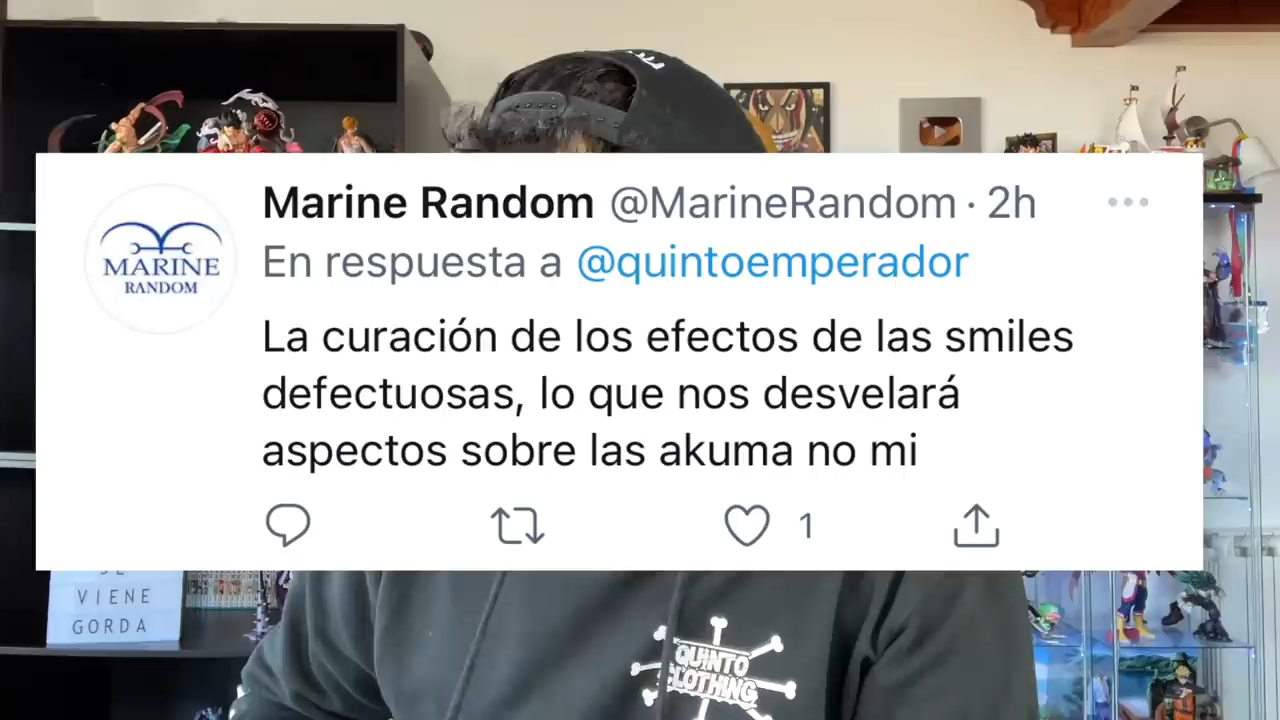 Marine Random @MarineRandom · 2h
En respuesta a @quintoemperador
MARINE
RANDOM
La curación de los efectos de las smiles
defectuosas, lo que nos desvelará
aspectos sobre las akuma no mi
1
VIENE
GORDA
QUINTO
CLOTHING